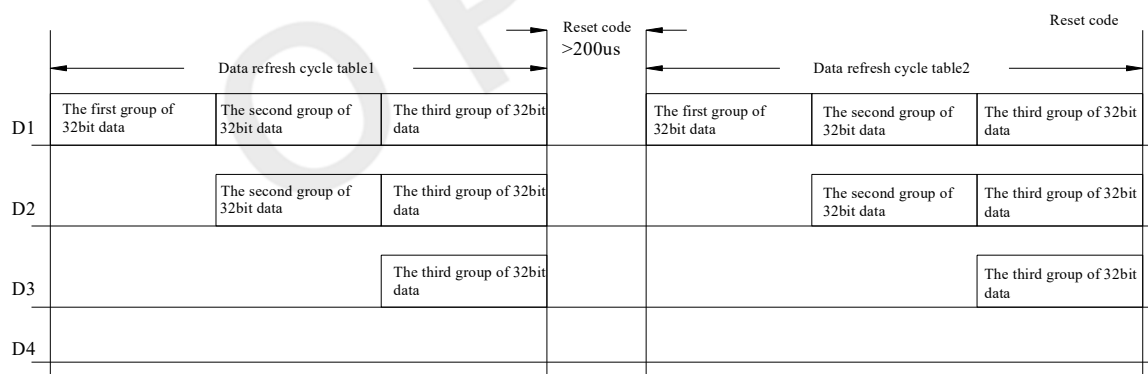 Reset code
>200us
Reset code
Data refresh cycle table1
Data refresh cycle table2
D1
The first group of
32bit data
The second group of
32bit data
The third group of 32bit
data
The first group of
32bit data
The second group of
32bit data
The third group of 32bit
data
D2
The second group of
32bit data
The third group of 32bit
data
The second group of
32bit data
The third group of 32bit
data
D3
The third group of 32bit
data
The third group of 32bit
data
D4